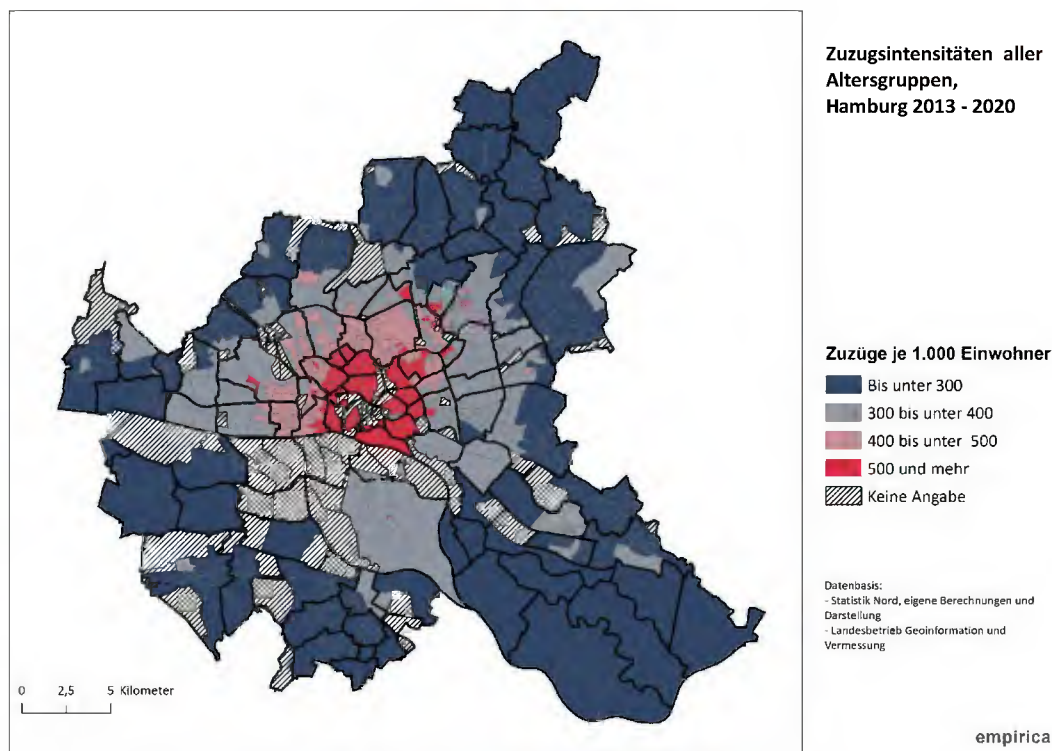 Zuzugsintensitäten aller
Altersgruppen,
Hamburg 2013 - 2020
Zuzüge je 1.000 Einwohner
Bis unter 300
300 bis unter 400
400 bis unter 500
500 und mehr
Keine Angabe
Datenbasis:
- Statistik Nord, eigene Berechnungen und
Darstellung
- Landesbetrieb Geoinformation und
Vermessung
0 2,5 5 Kilometer
empirica